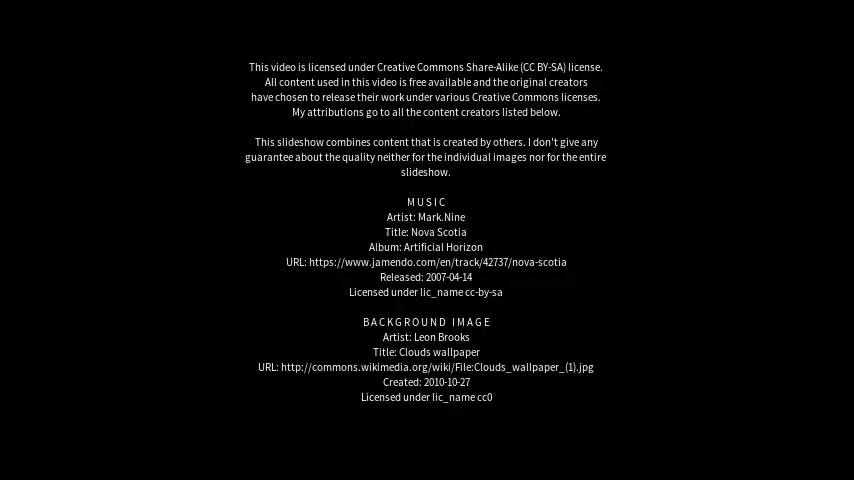 This video is licensed under Creative Commons Share-Alike (CC BY-SA) license.
All content used in this video is free available and the original creators
have chosen to release their work under various Creative Commons licenses.
My attributions go to all the content creators listed below.
This slideshow combines content that is created by others. I don't give any
guarantee about the quality neither for the individual images nor for the entire
slideshow.
MUSIC
Artist: Mark.Nine
Title: Nova Scotia
Album: Artificial Horizon
URL: https://www.jamendo.com/en/track/42737/nova-scotia
Released: 2007-04-14
Licensed under lic_name cc-by-sa
BACKGROUND IMAGE
Artist: Leon Brooks
Title: Clouds wallpaper
URL: http://commons.wikimedia.org/wiki/File:Clouds_wallpaper_(1).jpg
Created: 2010-10-27
Licensed under lic_name cc0